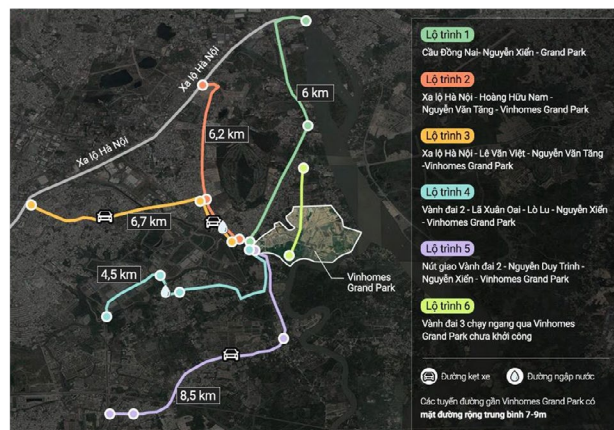 Xa lộ Hà Nội
Xa lộ Hà Nội
6 km
6,2 km
6,7 km
4,5 km
8,5 km
Vinhomes
Grand Park
Lộ trình 1
Cầu Đồng Nai- Nguyễn Xiển - Grand Park
Lộ trình 2
Xa lộ Hà Nội - Hoàng Hữu Nam -
Nguyễn Văn Tăng - Vinhomes Grand Park
Lộ trình 3
Xa lộ Hà Nội - Lê Văn Việt - Nguyễn Văn Tăng
-Vinhomes Grand Park
Lộ trình 4
Vành đai 2 - Lã Xuân Oai - Lò Lu - Nguyễn Xiển -
- Vinhomes Grand Park
Lộ trình 5
Nút giao Vành đai 2 - Nguyễn Duy Trinh -
Nguyễn Xiển - Vinhomes Grand Park
Lộ trình 6
Vành đai 3 chạy ngang qua Vinhomes
Grand Park chưa khởi công
Đường kẹt xe
Đường ngập nước
Các tuyến đường gần Vinhomes Grand Park có
mặt đường rộng trung bình 7-9m